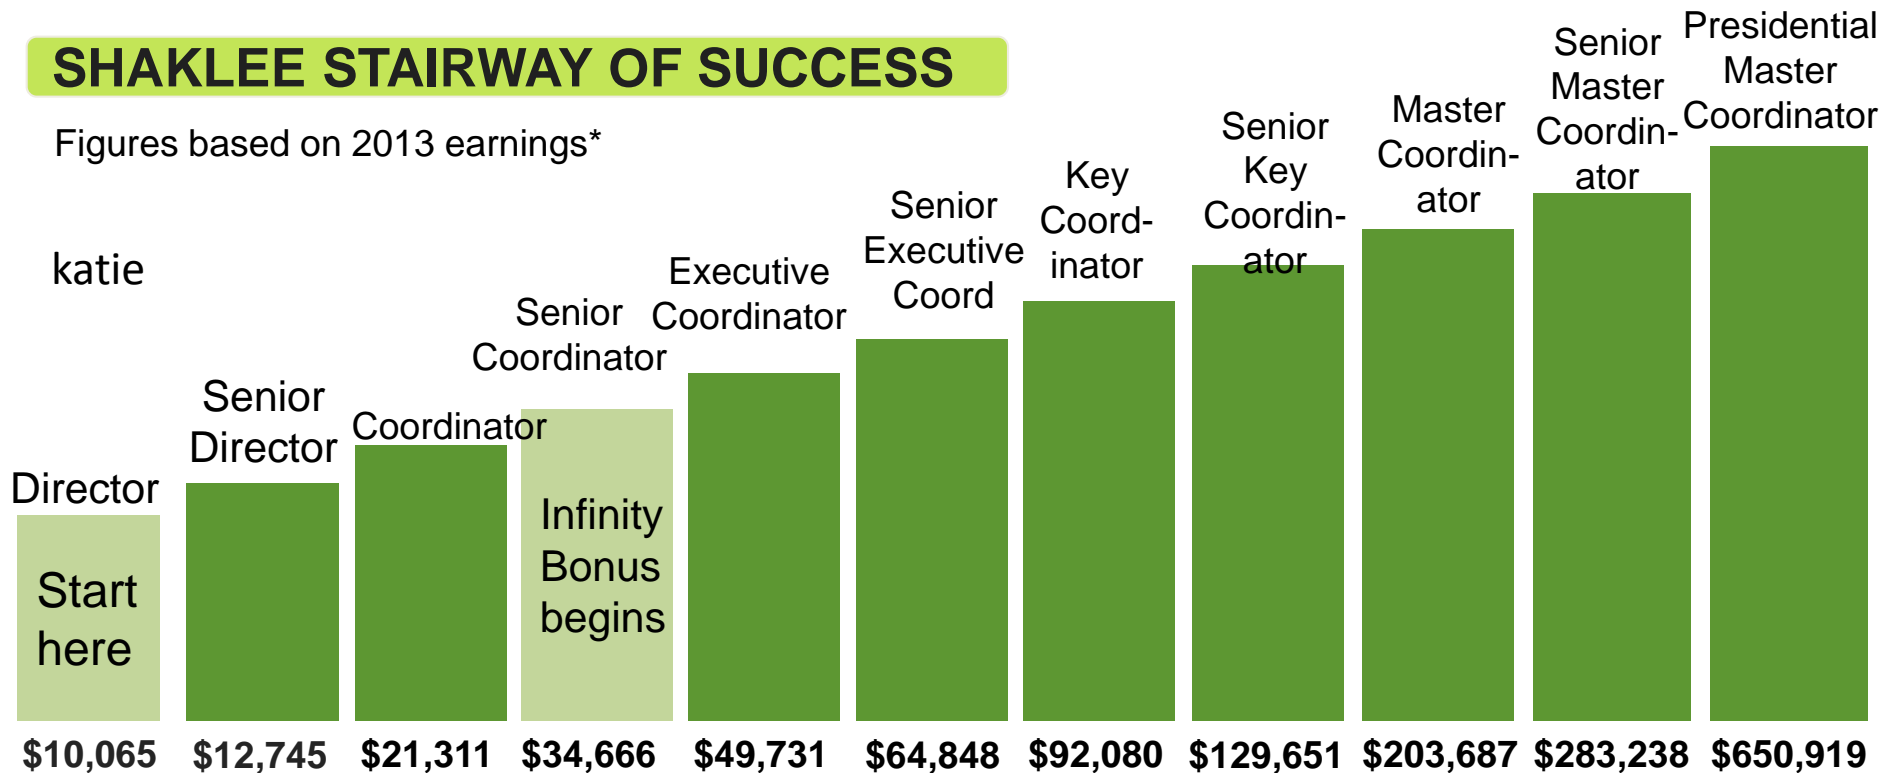 SHAKLEE STAIRWAY OF SUCCESS
Figures based on 2013 earnings*
katie
Director
Start
here
Senior
Director
Coordinator
Senior
Coordinator
Infinity
Bonus
begins
Executive
Coordinator
Senior
Executive
Coord
Key
Coord-
inator
Senior
Key
Coordin-
ator
Master
Coordin-
ator
Senior
Master
Coordin-
ator
Presidential
Master
Coordinator
$10,065 $12,745 $21,311 $34,666 $49,731 $64,848 $92,080 $129,651 $203,687 $283,238 $650,919